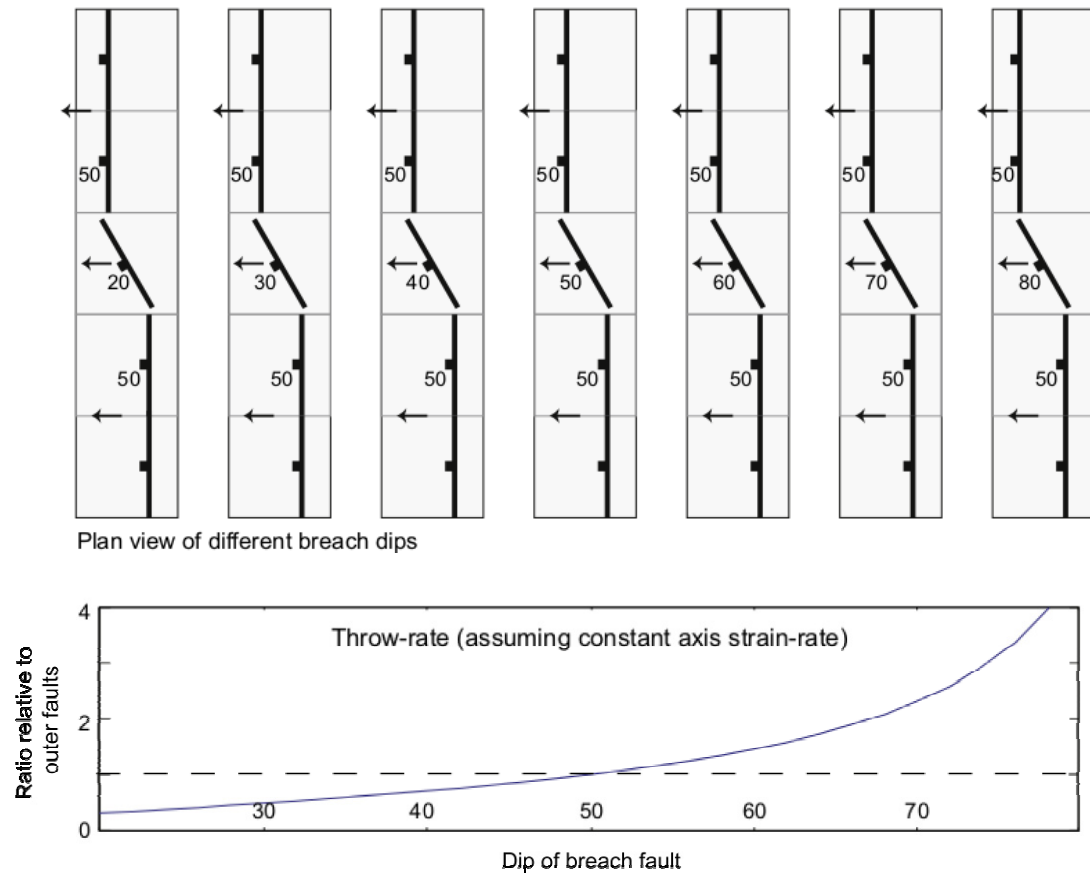 50 50 50 50 50 50 50
20 30 40 50 60 70 80
50 50 50 50 50 50 50
Plan view of different breach dips
Throw-rate (assuming constant axis strain-rate)
Ratio relative to
outer faults
4
2
0
30 40 50 60 70
Dip of breach fault